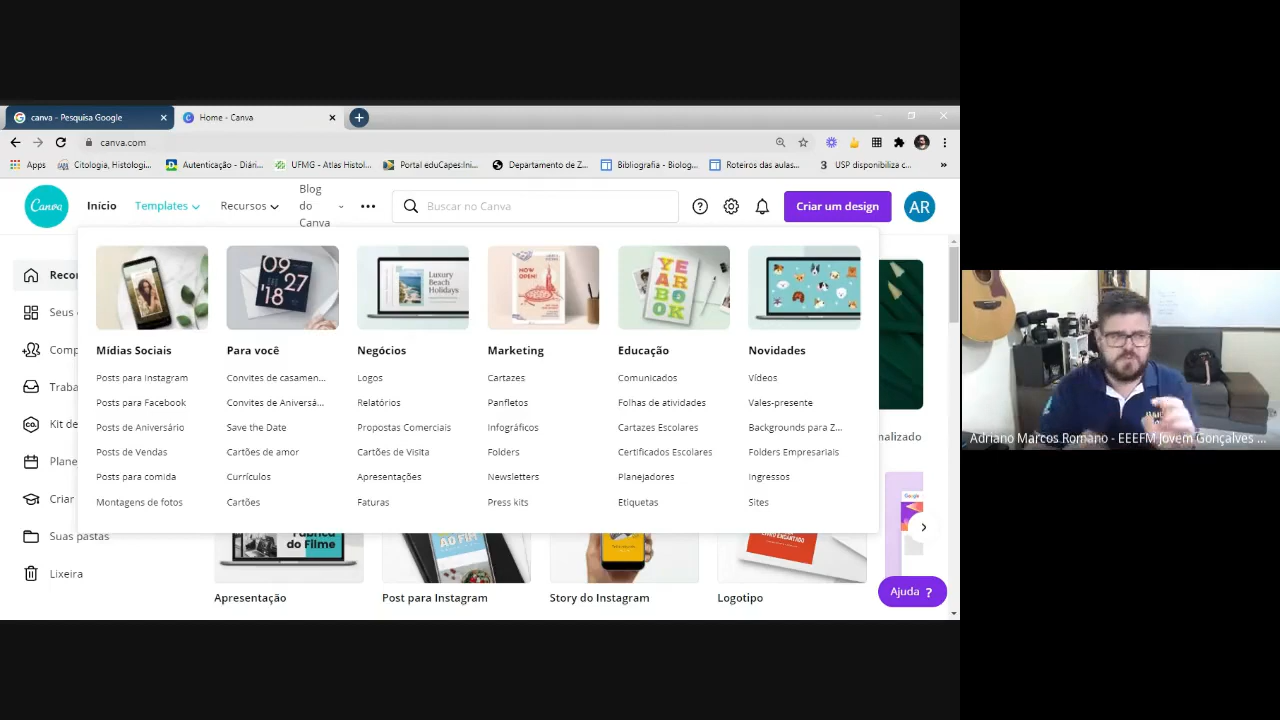 canva - Pesquisa Google
Home - Canva
canva.com
Apps
Citologia, Histologi...
Autenticação - Diári...
UFMG - Atlas Histol...
Portal eduCapes:Ini...
Departamento de Z...
Bibliografia - Biolog...
Roteiros das aulas...
USP disponibiliza c...
Canva
Início
Templates
Recursos
Blog
do
Canva
Buscar no Canva
Criar um design
AR
Recor
Seus
Comp
Traba
Kit de
Plane
Criar
Suas pastas
Lixeira
Mídias Sociais
Posts para Instagram
Posts para Facebook
Posts de Aniversário
Posts de Vendas
Posts para comida
Montagens de fotos
09
27
'18
Para você
Convites de casamen...
Convites de Aniversá...
Save the Date
Cartões de amor
Currículos
Cartões
Luxury
Beach
Holidays
Negócios
Logos
Relatórios
Propostas Comerciais
Cartões de Visita
Apresentações
Faturas
NOW
OPEN!
Marketing
Cartazes
Panfletos
Infográficos
Folders
Newsletters
Press kits
YE
AR
BO
OK
Educação
Comunicados
Folhas de atividades
Cartazes Escolares
Certificados Escolares
Planejadores
Etiquetas
Novidades
Vídeos
Vales-presente
Backgrounds para Z...
Folders Empresariais
Ingressos
Sites
nalizado
Google
do Filme
AO FIM
Apresentação
Post para Instagram
Story do Instagram
Logotipo
Ajuda ?
Adriano Marcos Romano - EEEFM Jovem Gonçalves ...